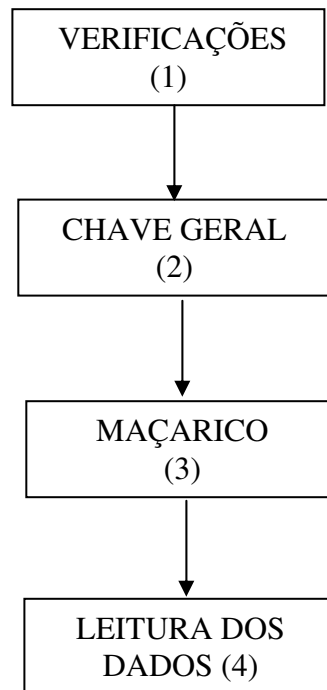 VERIFICAÇÕES
(1)
CHAVE GERAL
(2)
MAÇARICO
(3)
LEITURA DOS
DADOS (4)